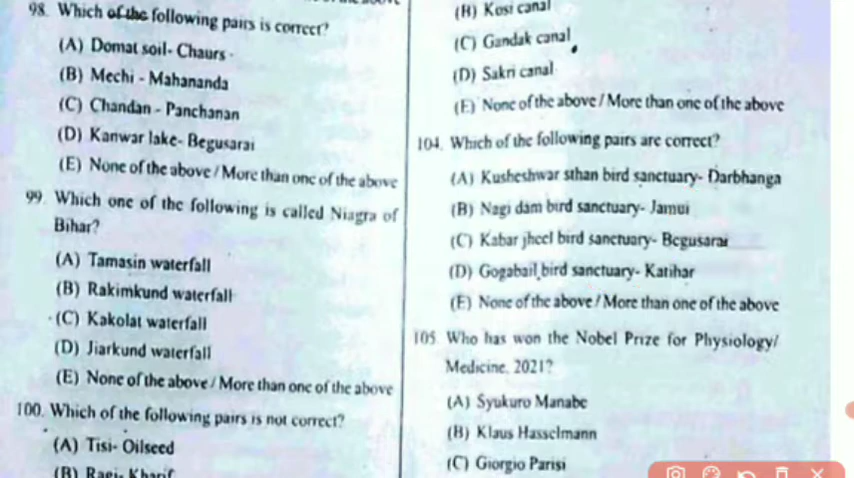 98. Which of the following pairs is correct?
(A) Domat soil- Chaurs
(B) Mechi - Mahananda
(C) Chandan - Panchanan
(D) Kanwar lake- Begusarai
(E) None of the above / More than one of the above
99. Which one of the following is called Niagra of
Bihar?
(A) Tamasin waterfall
(B) Rakimkund waterfall
(C) Kakolat waterfall
(D) Jiarkund waterfall
(E) None of the above / More than one of the above
100. Which of the following pairs is not correct?
(A) Tisi- Oilseed
(B) Ragi- Kharif
(B) Kosi canal
(C) Gandak canal
(D) Sakri canal
(E) None of the above / More than one of the above
104. Which of the following pairs are correct?
(A) Kusheshwar sthan bird sanctuary- Darbhanga
(B) Nagi dam bird sanctuary- Jamui
(C) Kabar jheel bird sanctuary- Begusarai
(D) Gogabail bird sanctuary- Katihar
(E) None of the above / More than one of the above
105. Who has won the Nobel Prize for Physiology/
Medicine, 2021?
(A) Syukuro Manabe
(B) Klaus Hasselmann
(C) Giorgio Parisi